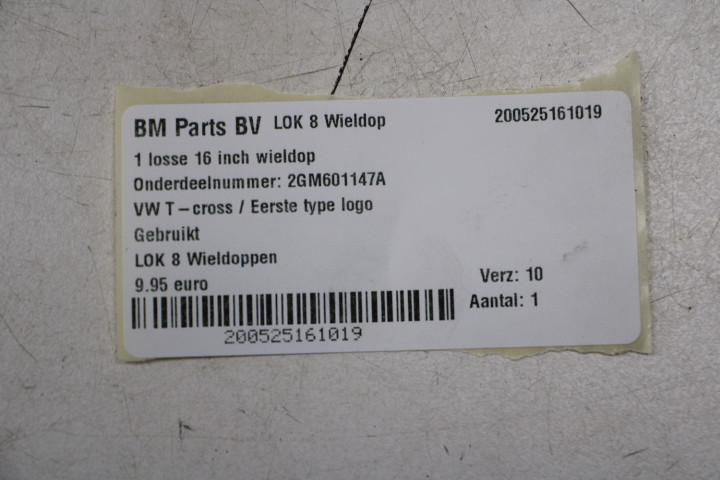 BM Parts BV LOK 8 Wieldop 200525161019
1 losse 16 inch wieldop
Onderdeelnummer: 2GM601147A
VW T-cross / Eerste type logo
Gebruikt
LOK 8 Wieldoppen
Verz: 10
9.95 euro
Aantal: 1
200525161019